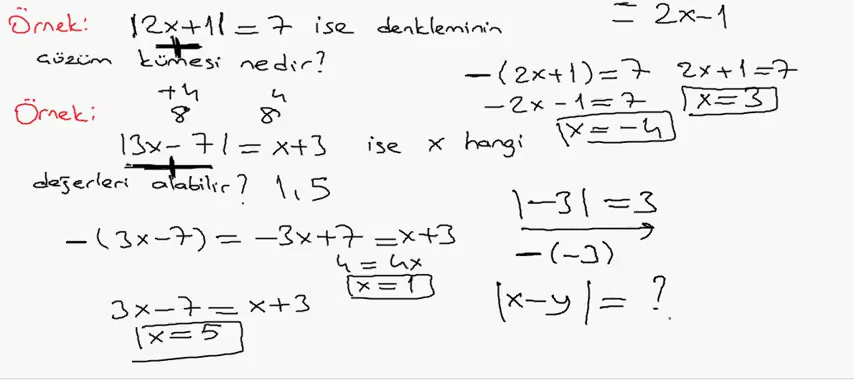 Örnek: |2x+1| = 7 ise denkleminin
çözüm kümesi nedir?
= 2x-1
-(2x+1) = 7 2x+1=7
-2x-1=7 x=3
x=-4
Örnek: +4 4
8 8
|3x-7| = x+3 ise x hangi
değerleri alabilir? 1,5
-(3x-7) = -3x+7 = x+3
4 = 4x
x=1
3x-7 = x+3
x=5
|-3| = 3
-(-3)
|x-y| = ?